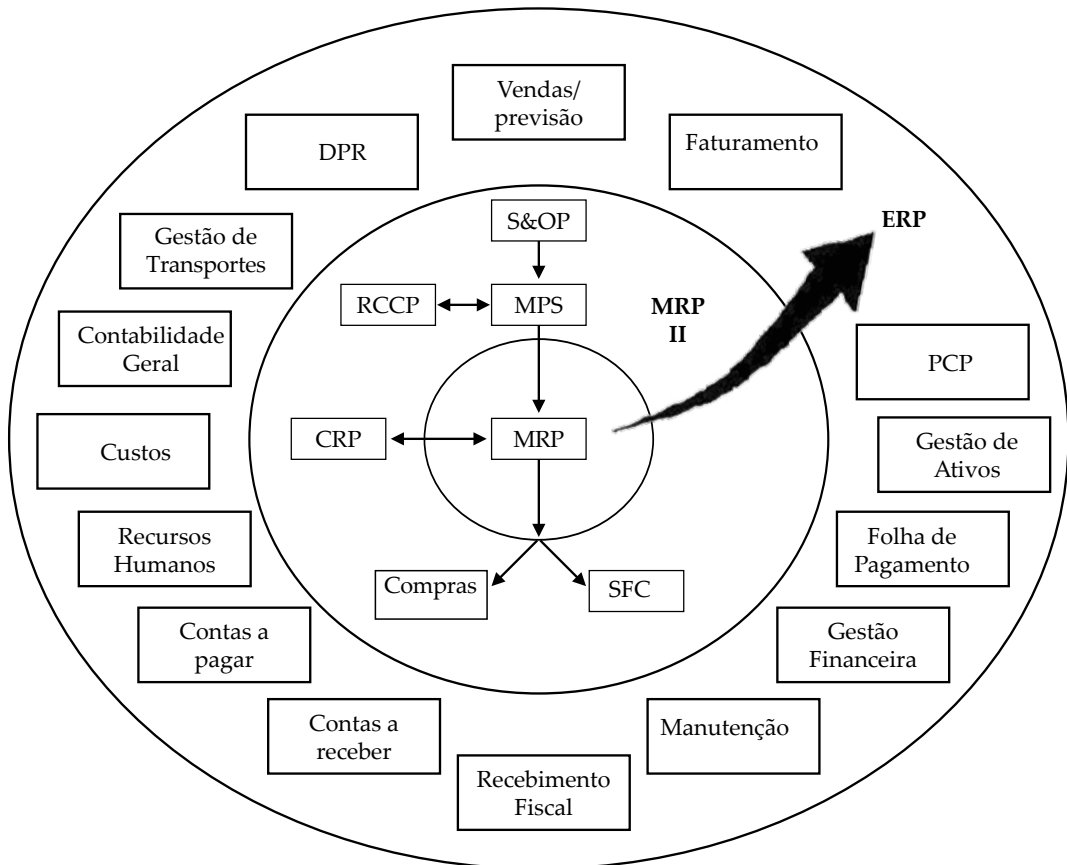 Vendas/
previsão
DPR
Faturamento
S&OP
ERP
Gestão de
Transportes
RCCP
MPS
MRP
II
Contabilidade
Geral
PCP
CRP
MRP
Custos
Gestão de
Ativos
Recursos
Humanos
Folha de
Pagamento
Compras
SFC
Contas a
pagar
Gestão
Financeira
Contas a
receber
Manutenção
Recebimento
Fiscal